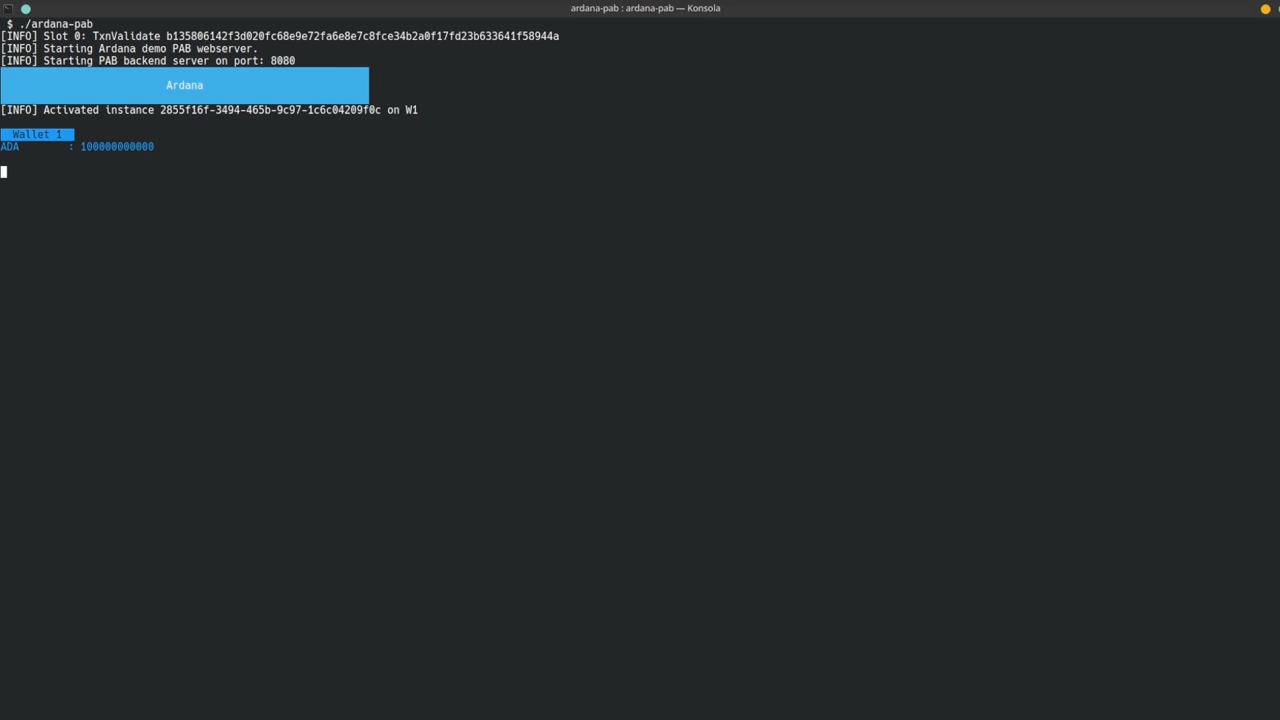 ardana-pab : ardana-pab — Konsola
$ ./ardana-pab
[INFO] Slot 0: TxnValidate b135806142f3d020fc68e9e72fa6e8e7c8fce34b2a0f17fd23b633641f58944a
[INFO] Starting Ardana demo PAB webserver.
[INFO] Starting PAB backend server on port: 8080
Ardana
[INFO] Activated instance 2855f16f-3494-465b-9c97-1c6c04209f0c on W1
Wallet 1
ADA : 100000000000